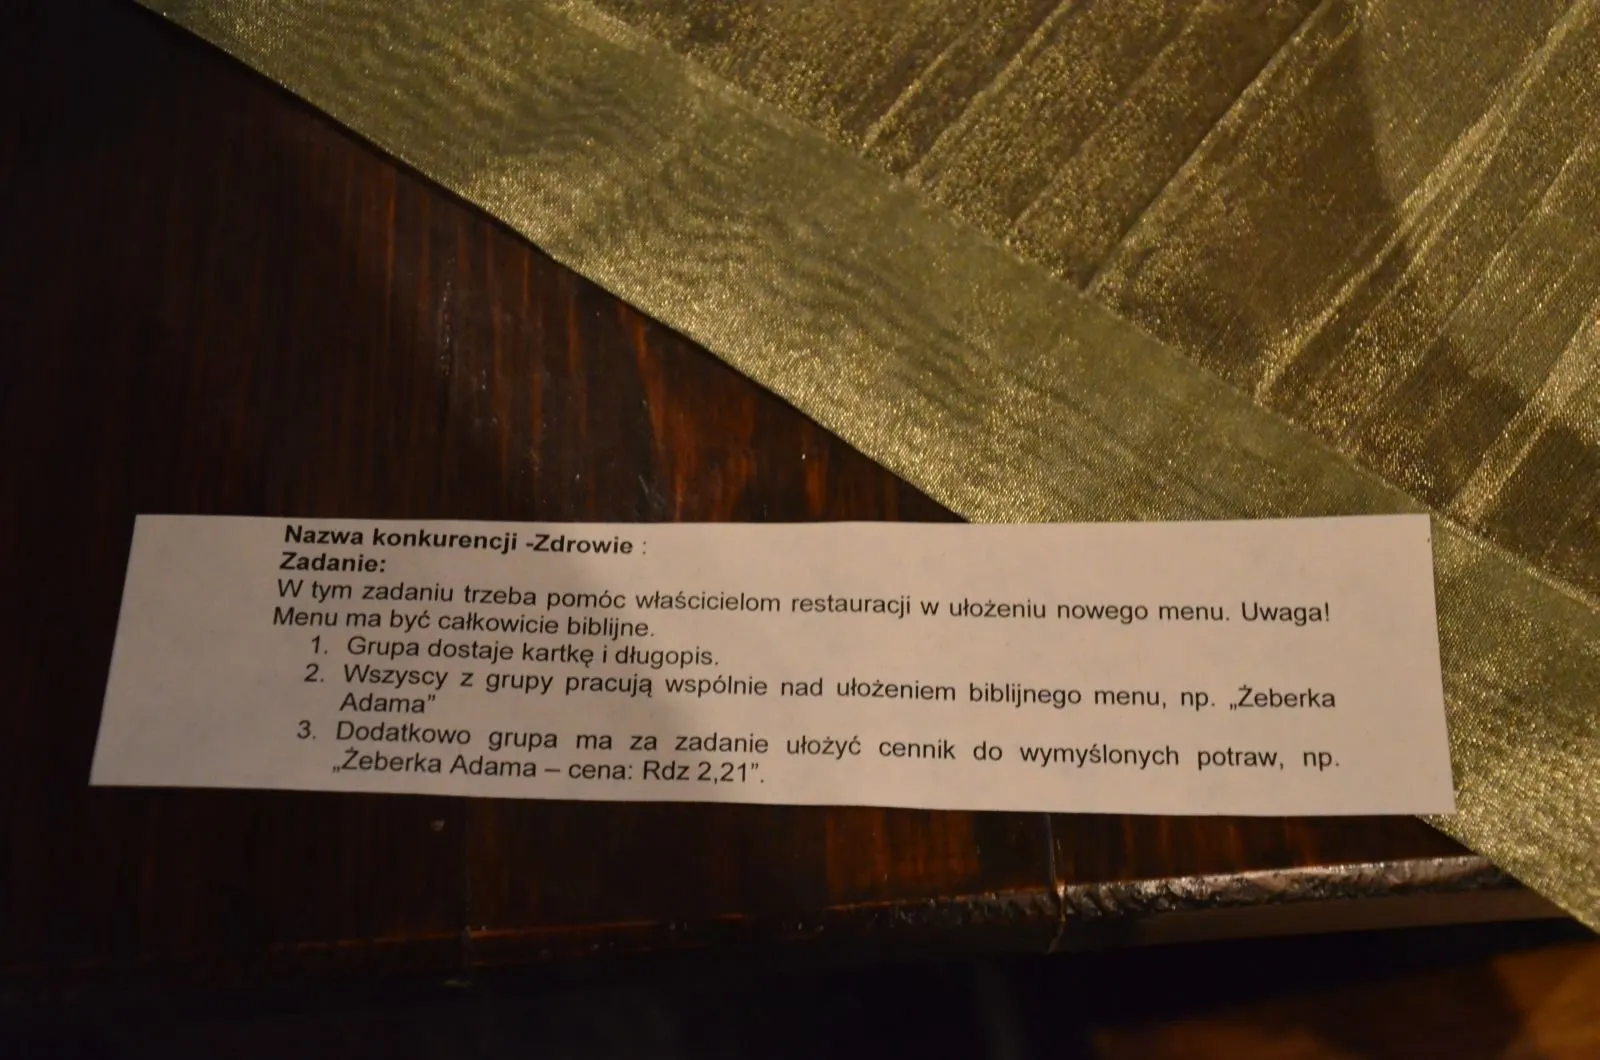 Nazwa konkurencji -Zdrowie :
Zadanie:
W tym zadaniu trzeba pomóc właścicielom restauracji w ułożeniu nowego menu. Uwaga!
Menu ma być całkowicie biblijne.
1. Grupa dostaje kartkę i długopis.
2. Wszyscy z grupy pracują wspólnie nad ułożeniem biblijnego menu, np. „Żeberka
Adama”
3. Dodatkowo grupa ma za zadanie ułożyć cennik do wymyślonych potraw, np.
„Żeberka Adama – cena: Rdz 2,21”.